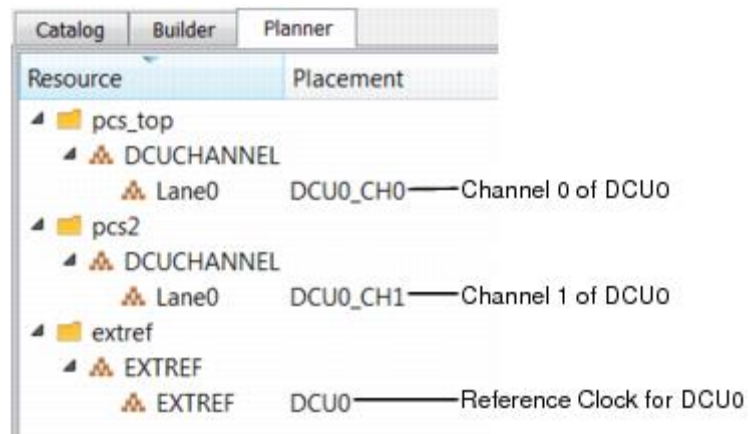 Catalog Builder Planner
Resource Placement
pcs_top
DCUCHANNEL
Lane0 DCU0_CH0 Channel 0 of DCU0
pcs2
DCUCHANNEL
Lane0 DCU0_CH1 Channel 1 of DCU0
extref
EXTREF
EXTREF DCU0 Reference Clock for DCU0